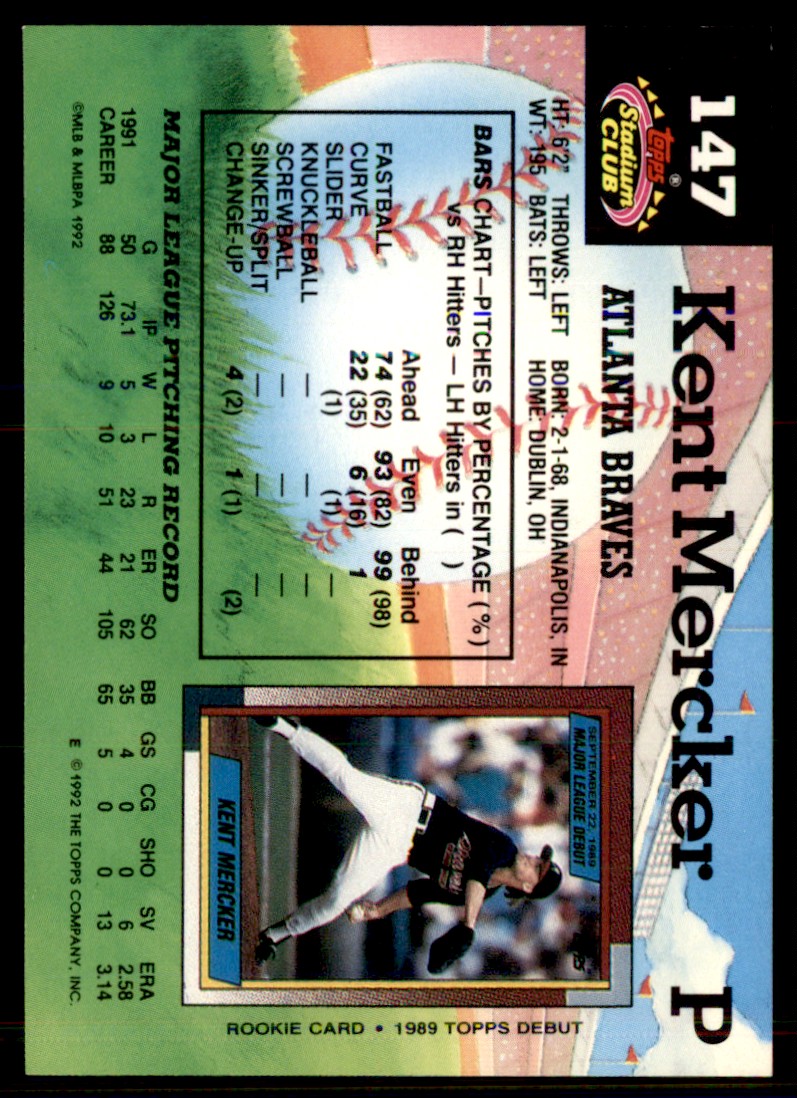 147
Topps®
Stadium
CLUB
Kent Mercker P
ATLANTA BRAVES
HT: 6'2" THROWS: LEFT BORN: 2-1-68, INDIANAPOLIS, IN
WT: 195 BATS: LEFT HOME: DUBLIN, OH
BARS CHART—PITCHES BY PERCENTAGE (%)
vs RH Hitters — LH Hitters in ( )
Ahead Even Behind
FASTBALL 74 (62) 93 (82) 99 (98)
CURVE 22 (35) 6 (16) 1
SLIDER (1) (1) —
KNUCKLEBALL — — —
SCREWBALL — — —
SINKER/SPLIT — — —
CHANGE-UP 4 (2) 1 (1) (2)
SEPTEMBER 22, 1989
MAJOR LEAGUE DEBUT
KENT MERCKER
ROOKIE CARD • 1989 TOPPS DEBUT
MAJOR LEAGUE PITCHING RECORD
G IP W L R ER SO BB GS CG SHO SV ERA
1991 50 73.1 5 3 23 21 62 35 4 0 0 6 2.58
CAREER 88 126 9 10 51 44 105 65 5 0 0 13 3.14
©MLB & MLBPA 1992
E ©1992 THE TOPPS COMPANY, INC.